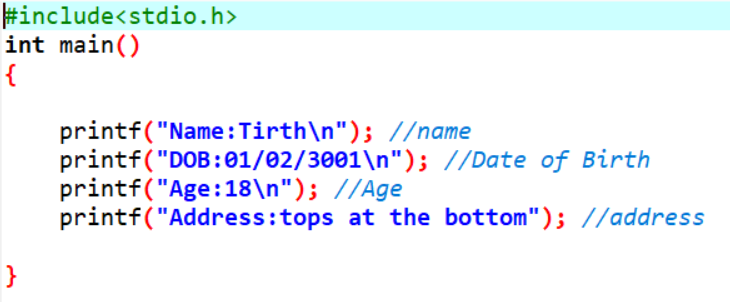 #include<stdio.h>
int main()
{
printf("Name:Tirth\n"); //name
printf("DOB:01/02/3001\n"); //Date of Birth
printf("Age:18\n"); //Age
printf("Address:tops at the bottom"); //address
}